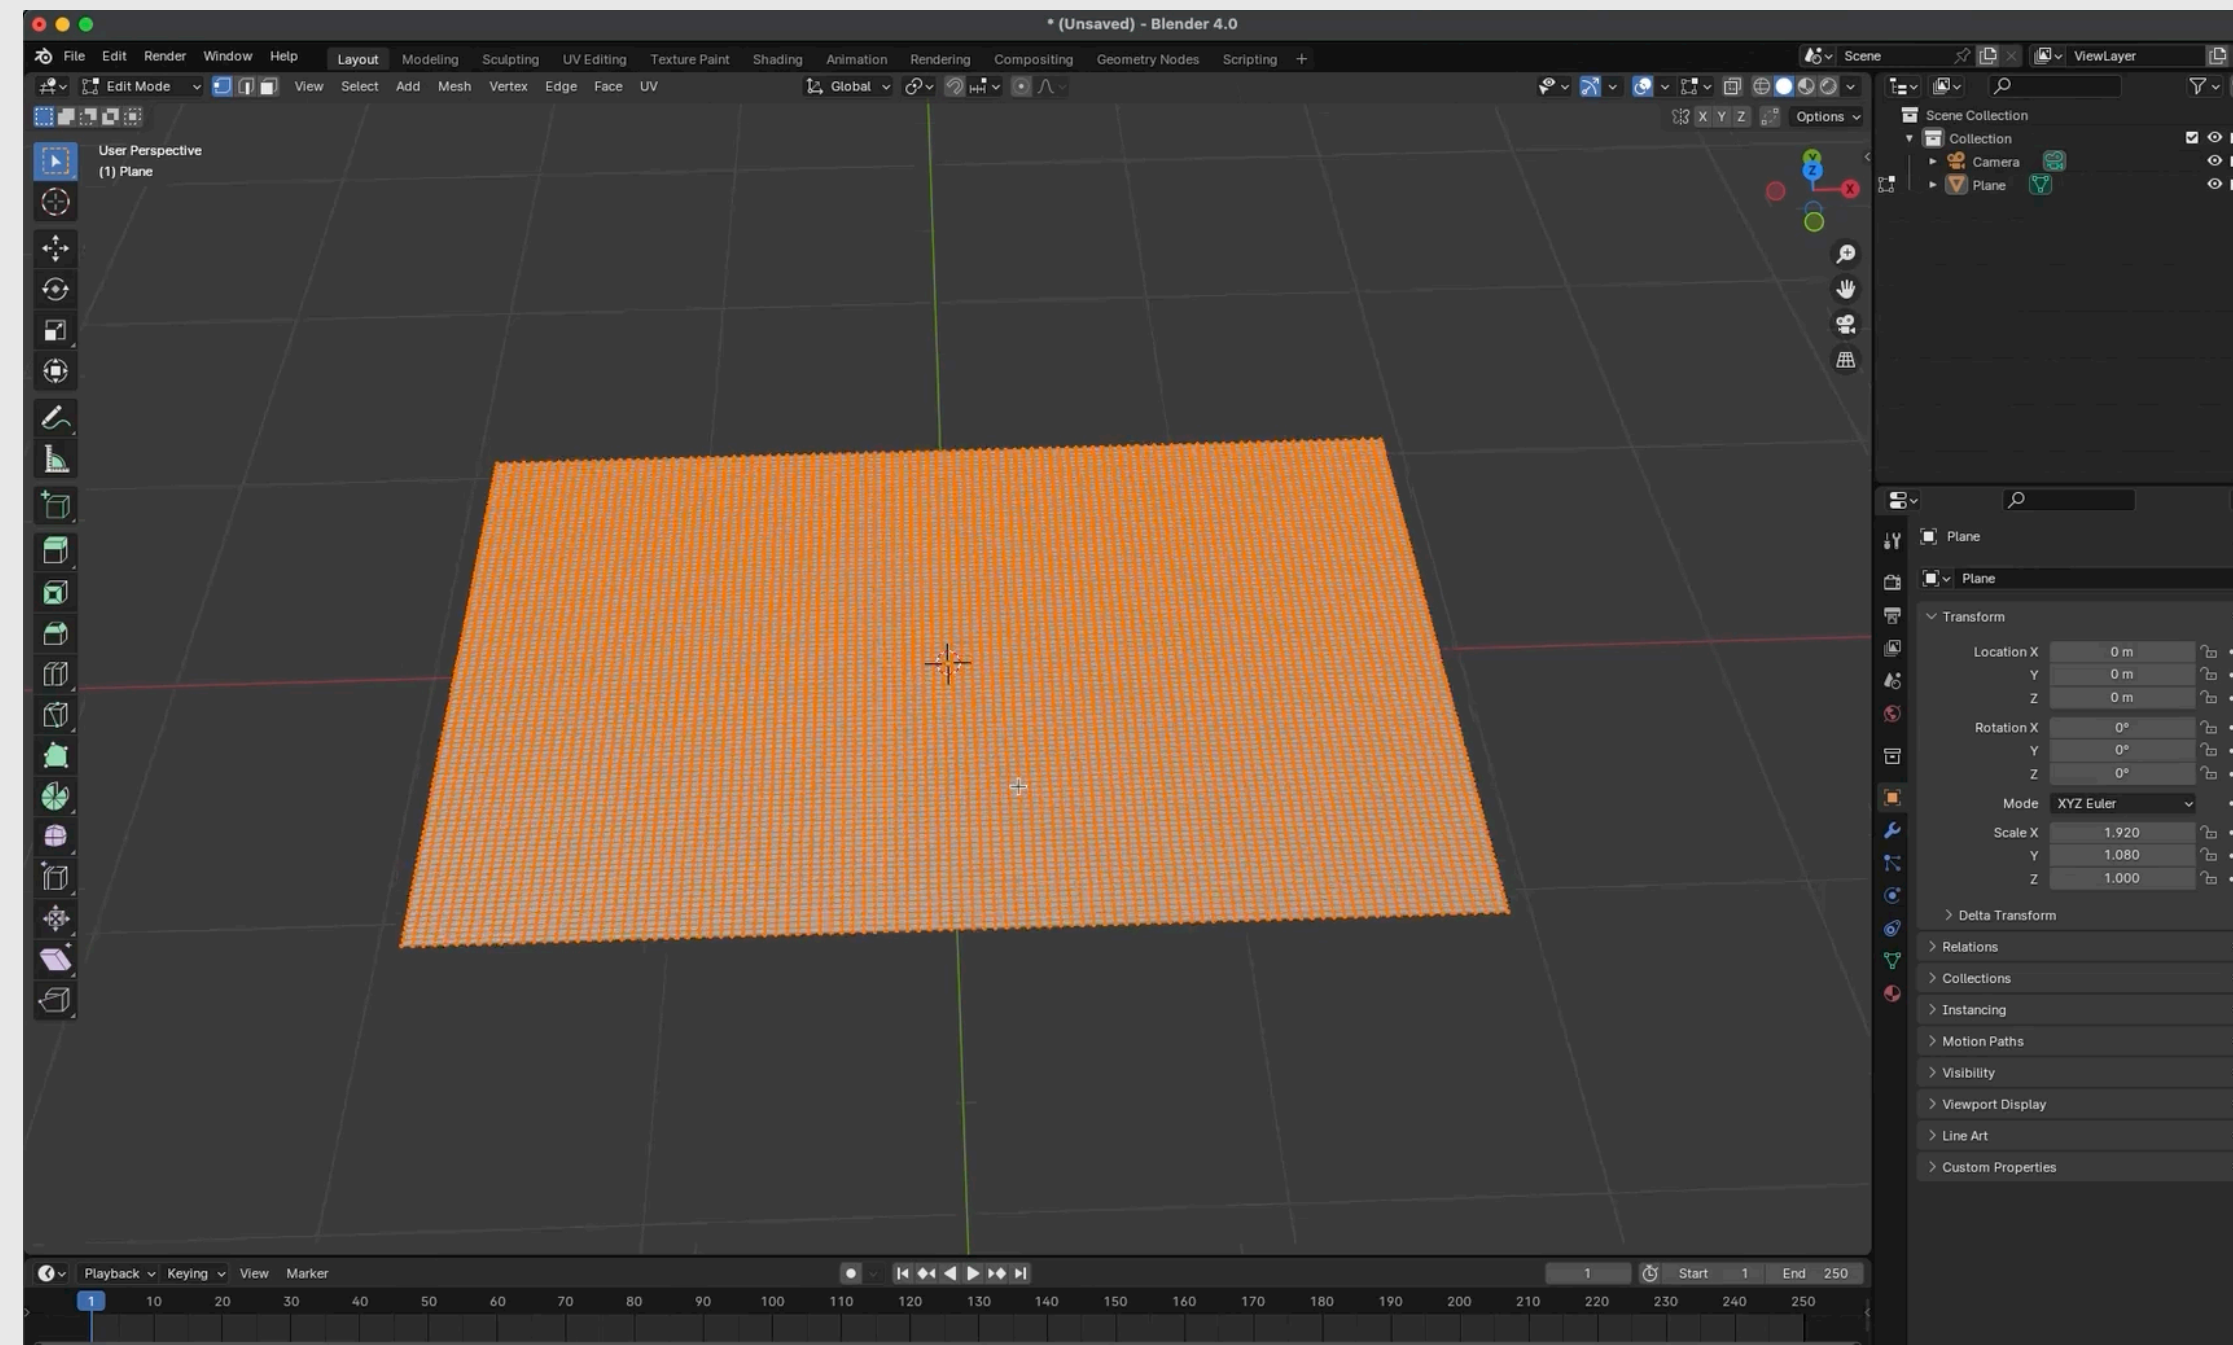 * (Unsaved) - Blender 4.0
File Edit Render Window Help Layout Modeling Sculpting UV Editing Texture Paint Shading Animation Rendering Compositing Geometry Nodes Scripting + Scene ViewLayer
Edit Mode View Select Add Mesh Vertex Edge Face UV Global
X Y Z Options
User Perspective
(1) Plane
Y
Z
X
Scene Collection
Collection
Camera
Plane
Plane
Plane
Transform
Location X 0 m
Y 0 m
Z 0 m
Rotation X 0°
Y 0°
Z 0°
Mode XYZ Euler
Scale X 1.920
Y 1.080
Z 1.000
Delta Transform
Relations
Collections
Instancing
Motion Paths
Visibility
Viewport Display
Line Art
Custom Properties
Playback Keying View Marker 1 Start 1 End 250
1 10 20 30 40 50 60 70 80 90 100 110 120 130 140 150 160 170 180 190 200 210 220 230 240 250